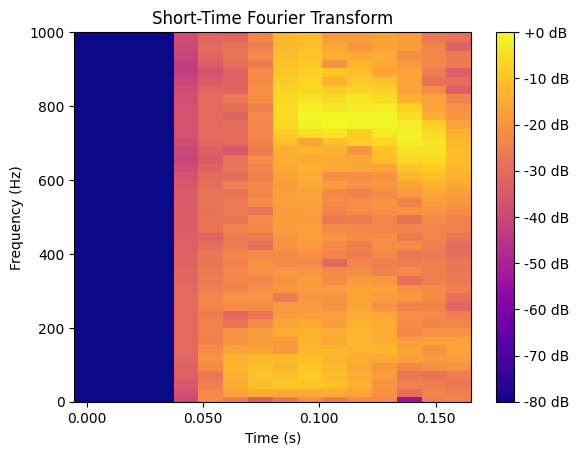 Short-Time Fourier Transform
1000
800
600
400
200
0
Frequency (Hz)
0.000
0.050
0.100
0.150
Time (s)
+0 dB
-10 dB
-20 dB
-30 dB
-40 dB
-50 dB
-60 dB
-70 dB
-80 dB